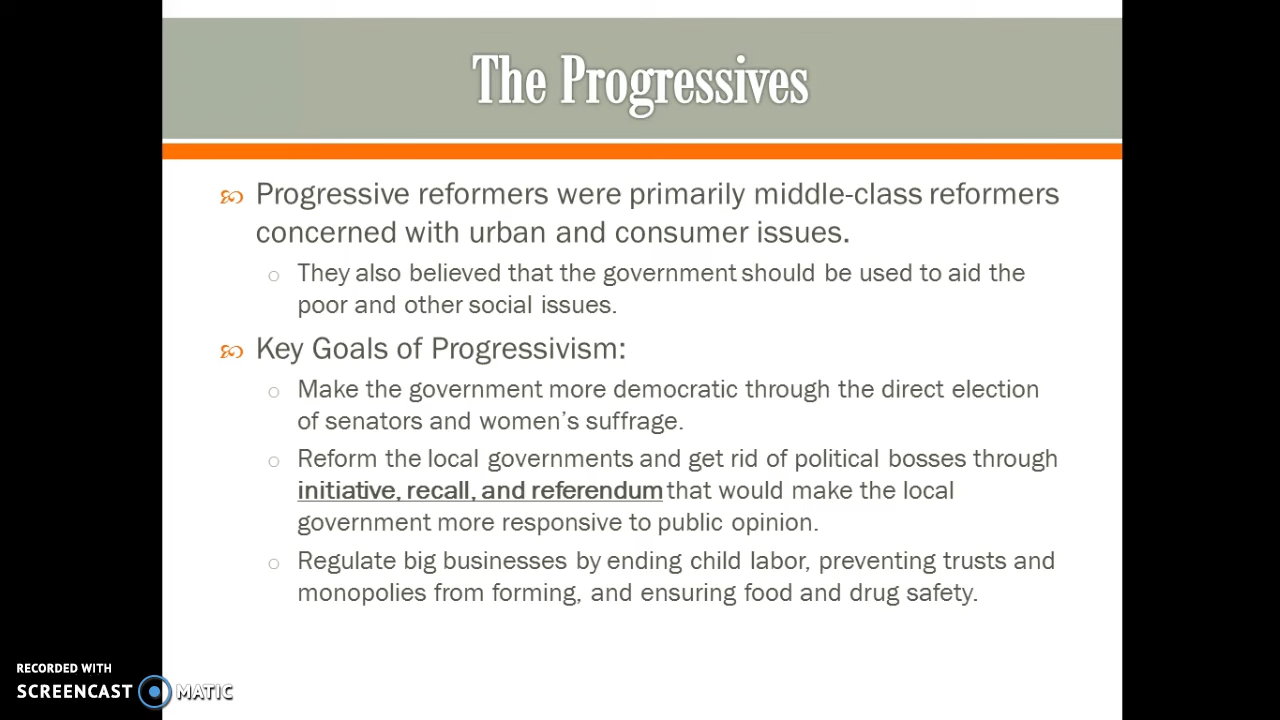 The Progressives
Progressive reformers were primarily middle-class reformers
concerned with urban and consumer issues.
They also believed that the government should be used to aid the
poor and other social issues.
Key Goals of Progressivism:
Make the government more democratic through the direct election
of senators and women's suffrage.
Reform the local governments and get rid of political bosses through
initiative, recall, and referendum that would make the local
government more responsive to public opinion.
Regulate big businesses by ending child labor, preventing trusts and
monopolies from forming, and ensuring food and drug safety.
RECORDED WITH
SCREENCAST MATIC